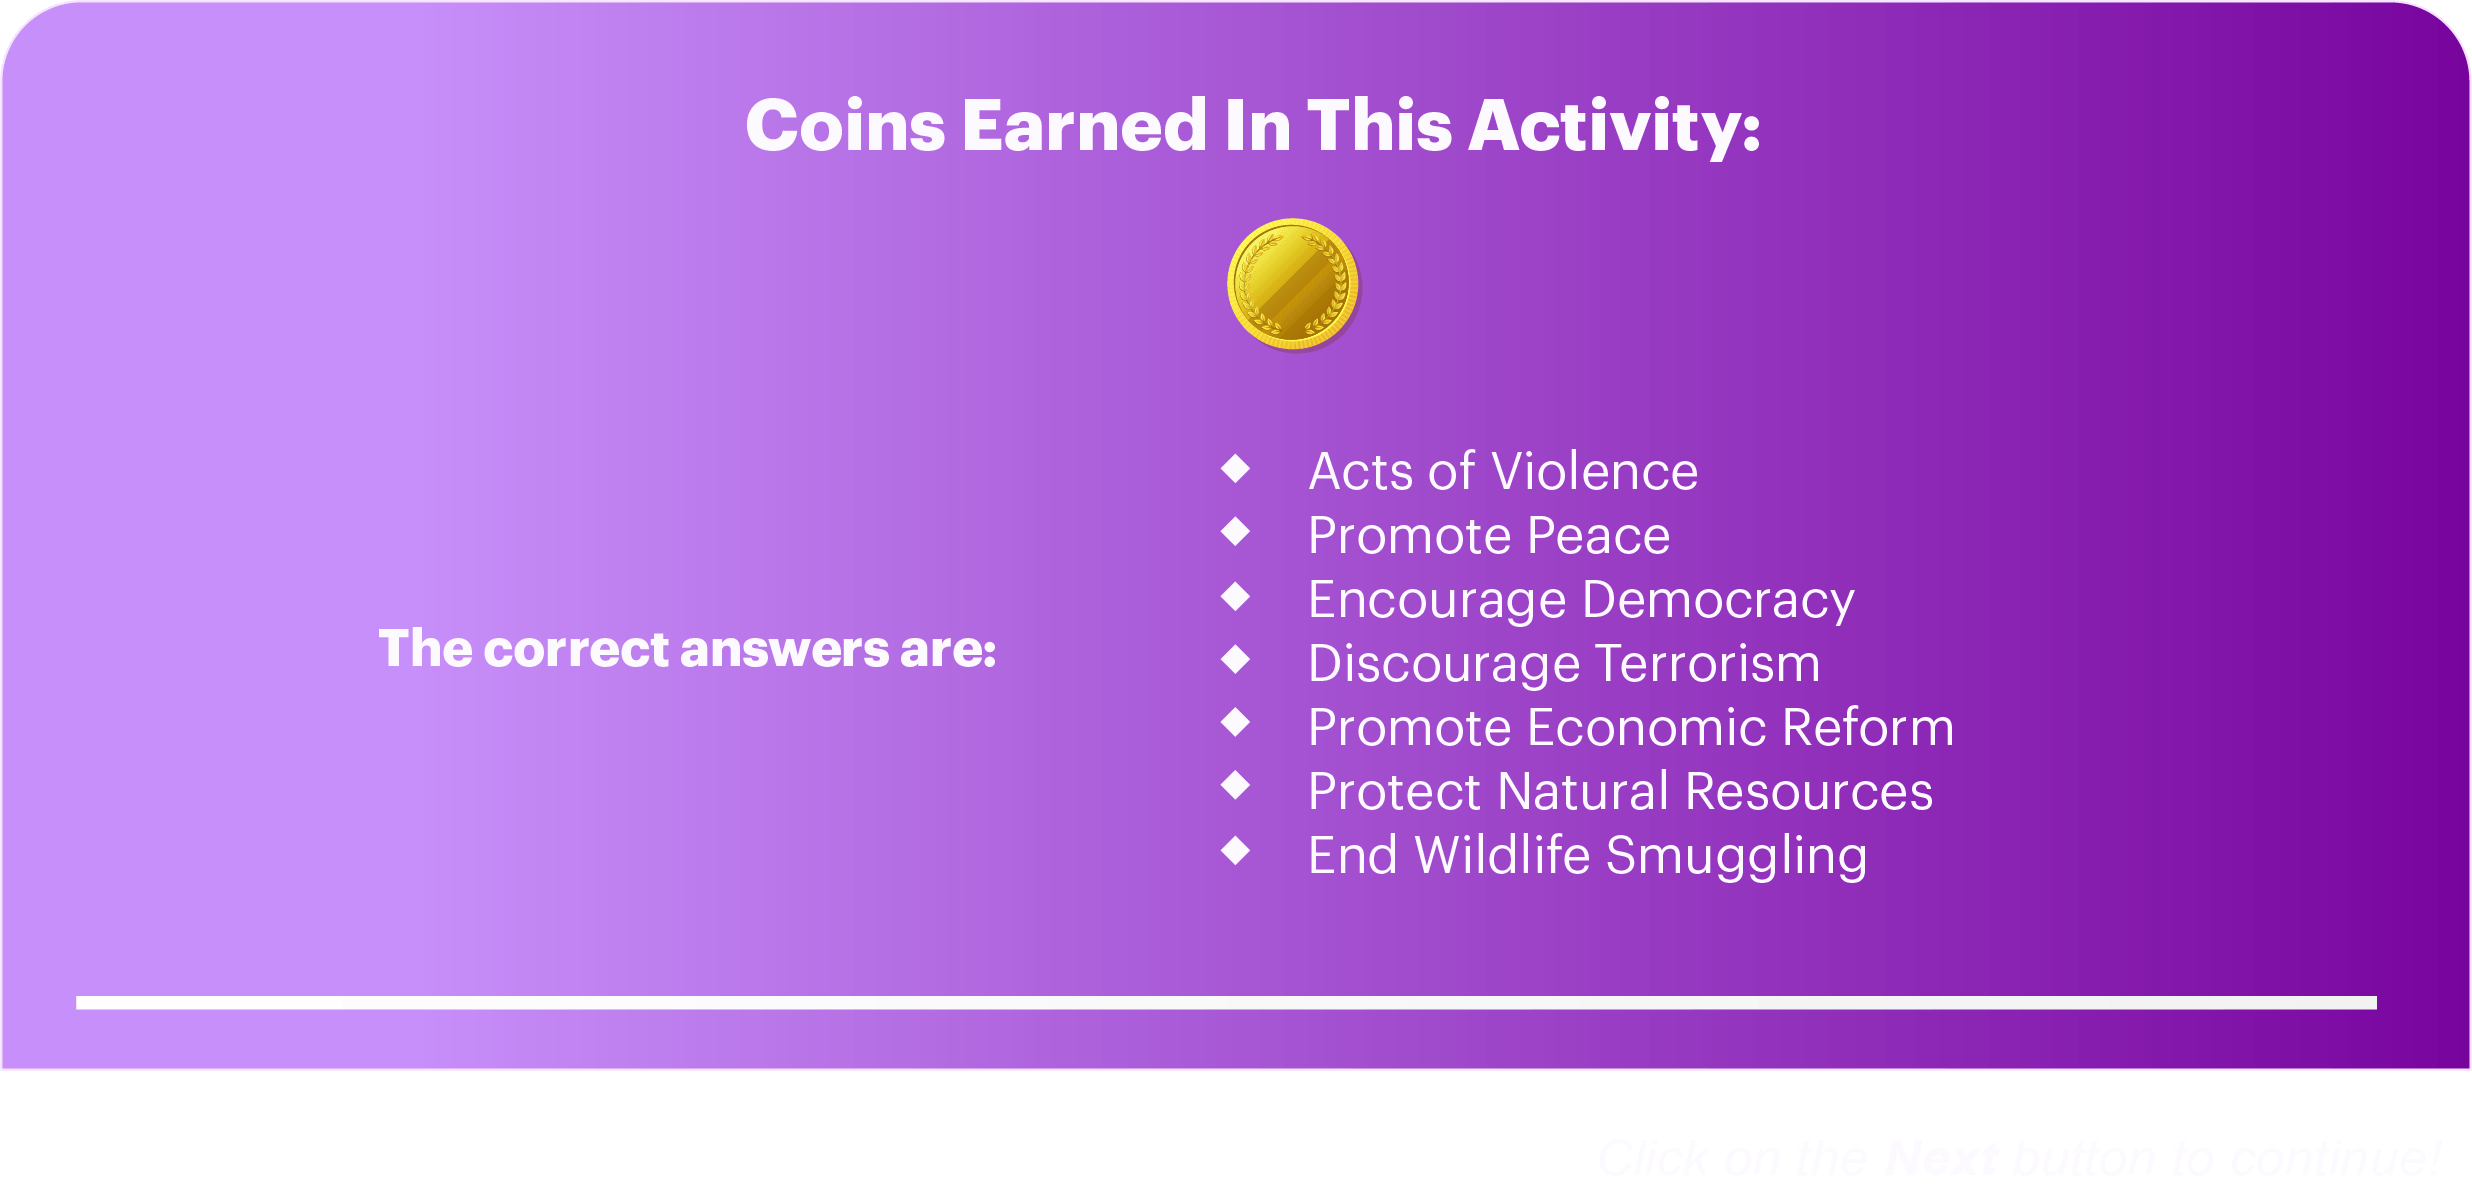 Coins Earned In This Activity:
The correct answers are:
◆ Acts of Violence
◆ Promote Peace
◆ Encourage Democracy
◆ Discourage Terrorism
◆ Promote Economic Reform
◆ Protect Natural Resources
◆ End Wildlife Smuggling
Click on the Next button to continue!